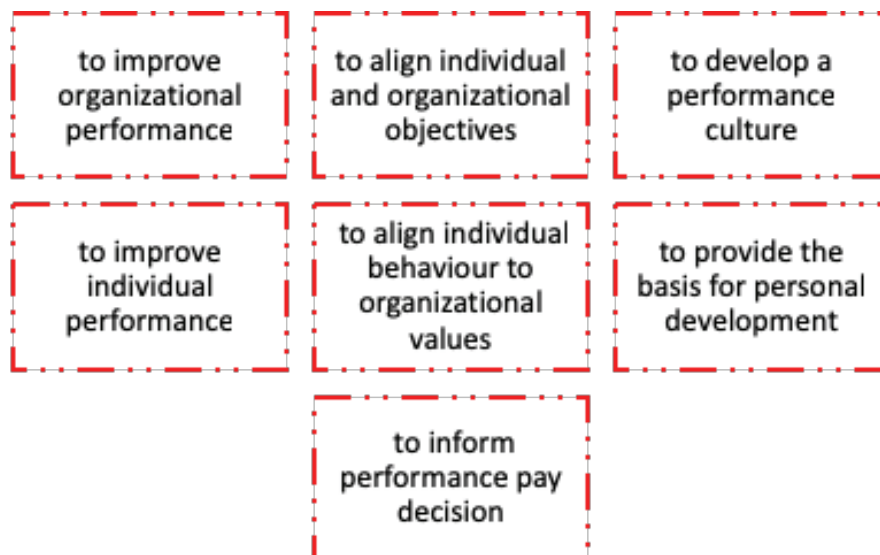 to improve
organizational
performance
to align individual
and organizational
objectives
to develop a
performance
culture
to improve
individual
performance
to align individual
behaviour to
organizational
values
to provide the
basis for personal
development
to inform
performance pay
decision